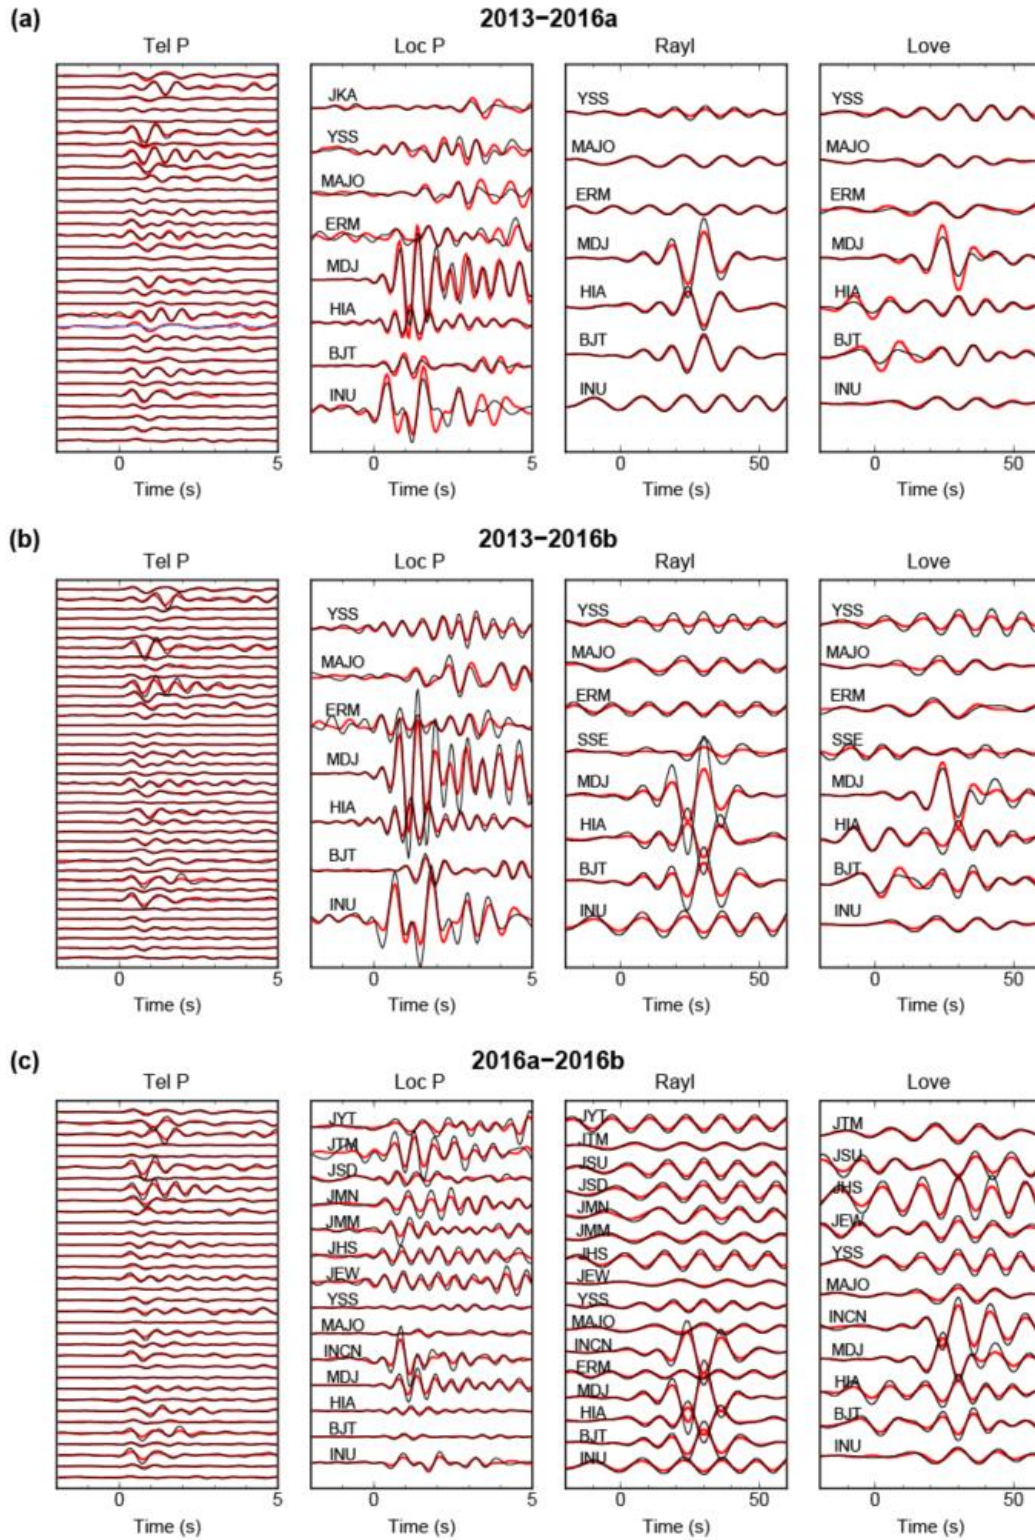 (a)
2013−2016a
Tel P
Loc P
Rayl
Love
JKA
YSS
MAJO
ERM
MDJ
HIA
BJT
INU
YSS
MAJO
ERM
MDJ
HIA
BJT
INU
YSS
MAJO
ERM
MDJ
HIA
BJT
INU
0 5
0 5
0 50
0 50
Time (s)
Time (s)
Time (s)
Time (s)
(b)
2013−2016b
Tel P
Loc P
Rayl
Love
YSS
MAJO
ERM
MDJ
HIA
BJT
INU
YSS
MAJO
ERM
SSE
MDJ
HIA
BJT
INU
YSS
MAJO
ERM
SSE
MDJ
HIA
BJT
INU
0 5
0 5
0 50
0 50
Time (s)
Time (s)
Time (s)
Time (s)
(c)
2016a−2016b
Tel P
Loc P
Rayl
Love
JYT
JTM
JSD
JMN
JMM
JHS
JEW
YSS
MAJO
INCN
MDJ
HIA
BJT
INU
JYT
JTM
JSU
JSD
JMN
JMM
JHS
JEW
YSS
MAJO
INCN
ERM
MDJ
HIA
BJT
INU
JTM
JSU
JHS
JEW
YSS
MAJO
INCN
MDJ
HIA
BJT
INU
0 5
0 5
0 50
0 50
Time (s)
Time (s)
Time (s)
Time (s)